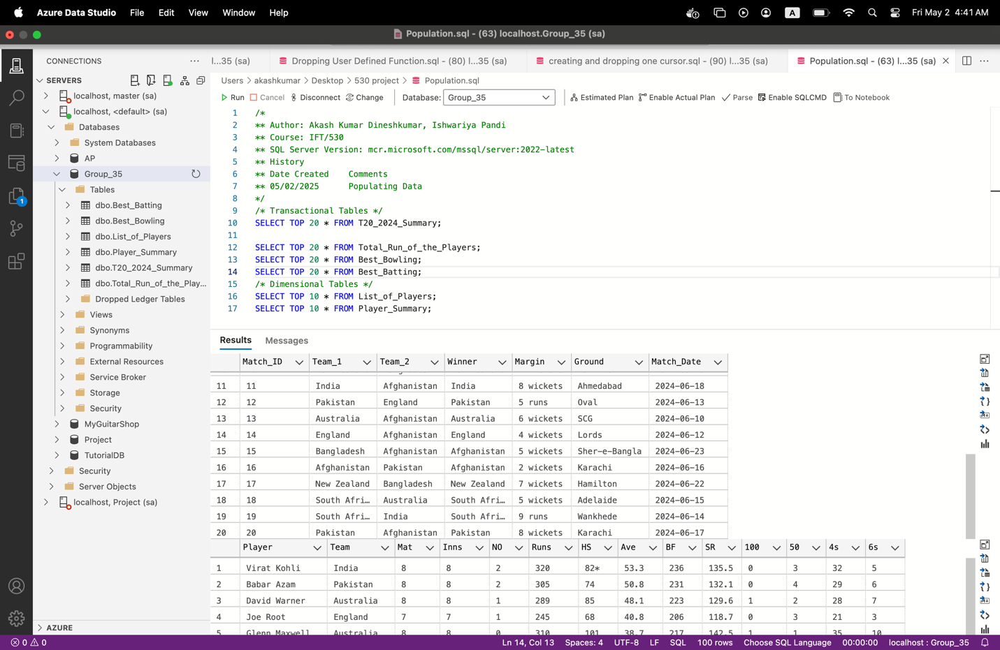 Azure Data Studio File Edit View Window Help
A
Fri May 2 4:41 AM
Population.sql - (63) localhost.Group_35 (sa)
CONNECTIONS
l...35 (sa)
Dropping User Defined Function.sql - (80) l...35 (sa)
creating and dropping one cursor.sql - (90) l...35 (sa)
Population.sql - (63) l...35 (sa)
SERVERS
localhost, master (sa)
localhost, <default> (sa)
Databases
System Databases
AP
Group_35
Tables
dbo.Best_Batting
dbo.Best_Bowling
dbo.List_of_Players
dbo.Player_Summary
dbo.T20_2024_Summary
dbo.Total_Run_of_the_Play...
Dropped Ledger Tables
Views
Synonyms
Programmability
External Resources
Service Broker
Storage
Security
MyGuitarShop
Project
TutorialDB
Security
Server Objects
localhost, Project (sa)
1
AZURE
Users > akashkumar > Desktop > 530 project > Population.sql
Run Cancel Disconnect Change Database: Group_35 Estimated Plan Enable Actual Plan Parse Enable SQLCMD To Notebook
1 /*
2 ** Author: Akash Kumar Dineshkumar, Ishwariya Pandi
3 ** Course: IFT/530
4 ** SQL Server Version: mcr.microsoft.com/mssql/server:2022-latest
5 ** History
6 ** Date Created    Comments
7 ** 05/02/2025      Populating Data
8 */
9 /* Transactional Tables */
10 SELECT TOP 20 * FROM T20_2024_Summary;
11
12 SELECT TOP 20 * FROM Total_Run_of_the_Players;
13 SELECT TOP 20 * FROM Best_Bowling;
14 SELECT TOP 20 * FROM Best_Batting;
15 /* Dimensional Tables */
16 SELECT TOP 10 * FROM List_of_Players;
17 SELECT TOP 10 * FROM Player_Summary;
Results Messages
Match_ID Team_1 Team_2 Winner Margin Ground Match_Date
11 11 India Afghanistan India 8 wickets Ahmedabad 2024-06-18
12 12 Pakistan England Pakistan 5 runs Oval 2024-06-13
13 13 Australia Afghanistan Australia 6 wickets SCG 2024-06-10
14 14 England Afghanistan England 4 wickets Lords 2024-06-12
15 15 Bangladesh Afghanistan Afghanistan 5 wickets Sher-e-Bangla 2024-06-23
16 16 Afghanistan Pakistan Afghanistan 2 wickets Karachi 2024-06-16
17 17 New Zealand Bangladesh New Zealand 7 wickets Hamilton 2024-06-22
18 18 South Afri... Australia South Afri... 5 wickets Adelaide 2024-06-15
19 19 South Afri... India South Afri... 9 runs Wankhede 2024-06-14
20 20 Pakistan Afghanistan Pakistan 8 wickets Karachi 2024-06-17
Player Team Mat Inns NO Runs HS Ave BF SR 100 50 4s 6s
1 Virat Kohli India 8 8 2 320 82* 53.3 236 135.5 0 3 32 5
2 Babar Azam Pakistan 8 8 2 305 74 50.8 231 132.1 0 4 29 6
3 David Warner Australia 8 8 1 289 85 48.1 223 129.6 1 2 28 7
4 Joe Root England 7 7 1 245 68 40.8 206 118.7 0 3 21 3
5 Glenn Maxwell Australia 8 8 0 310 101 38.7 217 142.5 1 1 35 10
0 0
Ln 14, Col 13 Spaces: 4 UTF-8 LF SQL 100 rows Choose SQL Language 00:00:00 localhost : Group_35